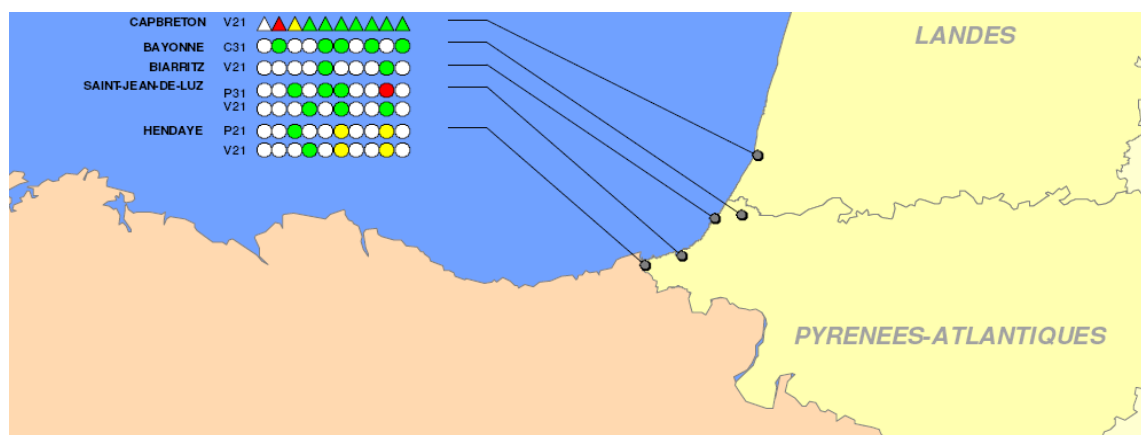 CAPBRETON V21
LANDES
BAYONNE C31
BIARRITZ V21
SAINT-JEAN-DE-LUZ P31
V21
HENDAYE P21
V21
PYRENEES-ATLANTIQUES